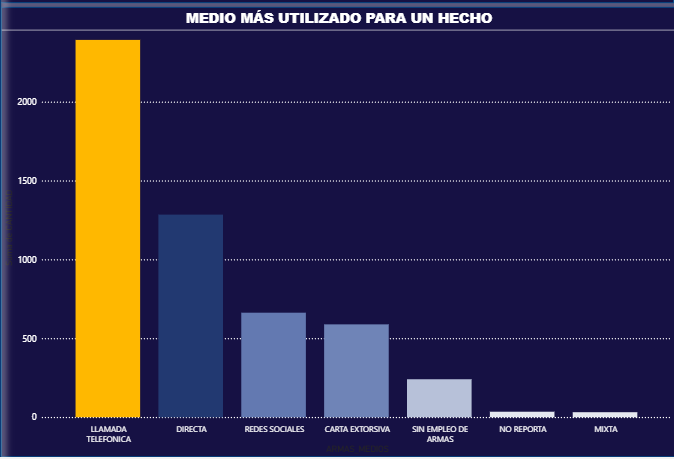 MEDIO MÁS UTILIZADO PARA UN HECHO
2000
1500
1000
500
0
LLAMADA
TELEFONICA
DIRECTA
REDES SOCIALES
CARTA EXTORSIVA
SIN EMPLEO DE
ARMAS
NO REPORTA
MIXTA